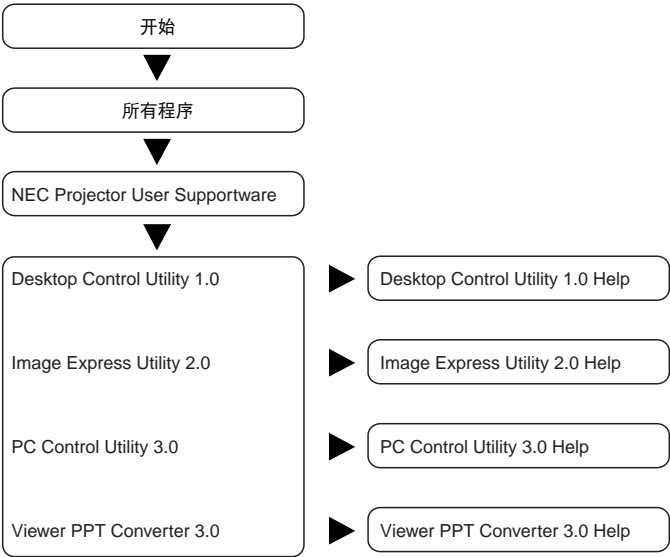 开始
所有程序
NEC Projector User Supportware
Desktop Control Utility 1.0
Desktop Control Utility 1.0 Help
Image Express Utility 2.0
Image Express Utility 2.0 Help
PC Control Utility 3.0
PC Control Utility 3.0 Help
Viewer PPT Converter 3.0
Viewer PPT Converter 3.0 Help